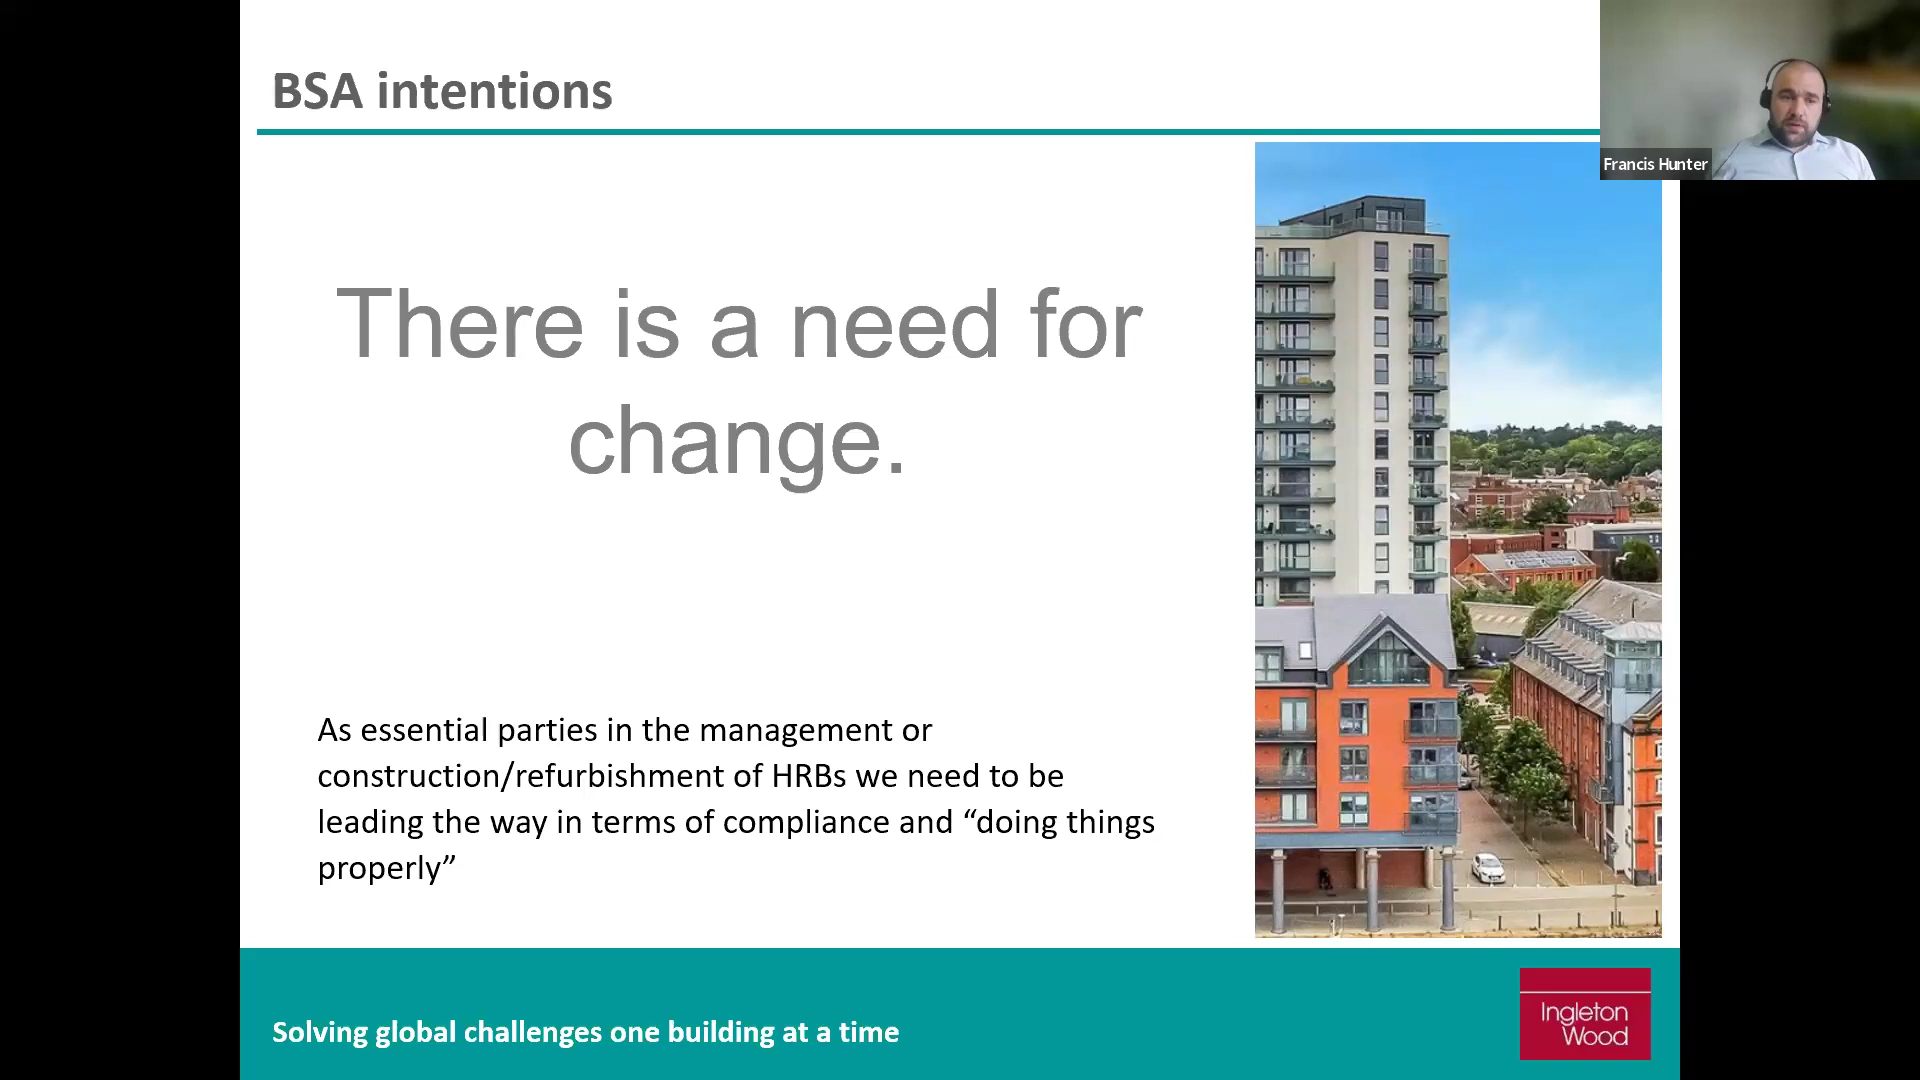 BSA intentions
Francis Hunter
There is a need for
change.
As essential parties in the management or
construction/refurbishment of HRBs we need to be
leading the way in terms of compliance and “doing things
properly”
Solving global challenges one building at a time
Ingleton
Wood